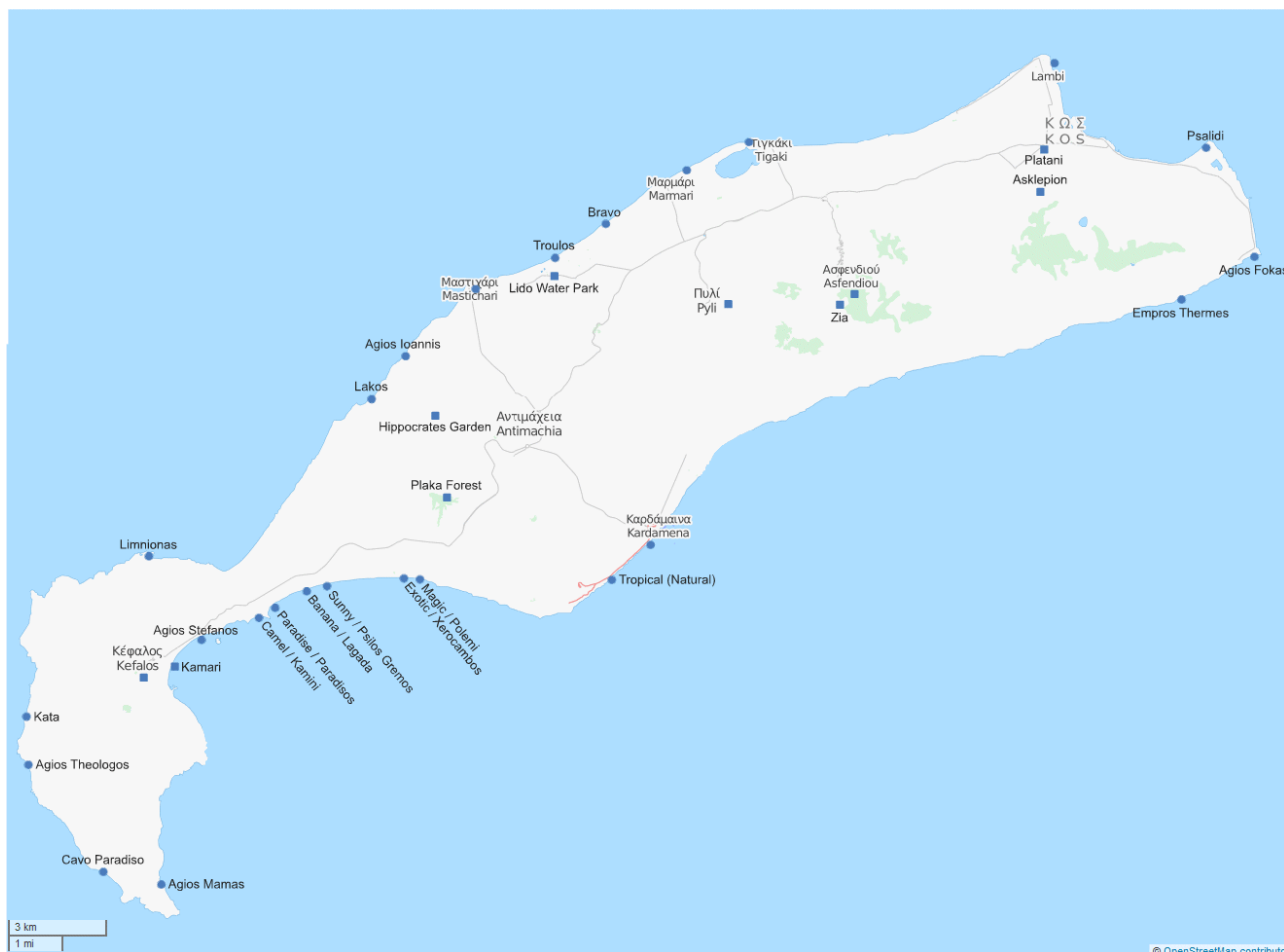 Lambi
Κ Ω Σ
K O S
Psalidi
Τιγκάκι
Tigaki
Platani
Asklepion
Μαρμάρι
Marmari
Bravo
Troulos
Agios Fokas
Ασφενδιού
Asfendiou
Μαστιχάρι
Mastichari
Lido Water Park
Πυλί
Pyli
Zia
Empros Thermes
Agios Ioannis
Lakos
Αντιμάχεια
Antimachia
Hippocrates Garden
Plaka Forest
Καρδάμαινα
Kardamena
Limnionas
Tropical (Natural)
Magic / Polemi
Exotic / Xerocambos
Sunny / Psilos Gremos
Banana / Lagada
Paradise / Paradisos
Camel / Kamini
Agios Stefanos
Κέφαλος
Kefalos
Kamari
Kata
Agios Theologos
Cavo Paradiso
Agios Mamas
3 km
1 mi
© OpenStreetMap contributo